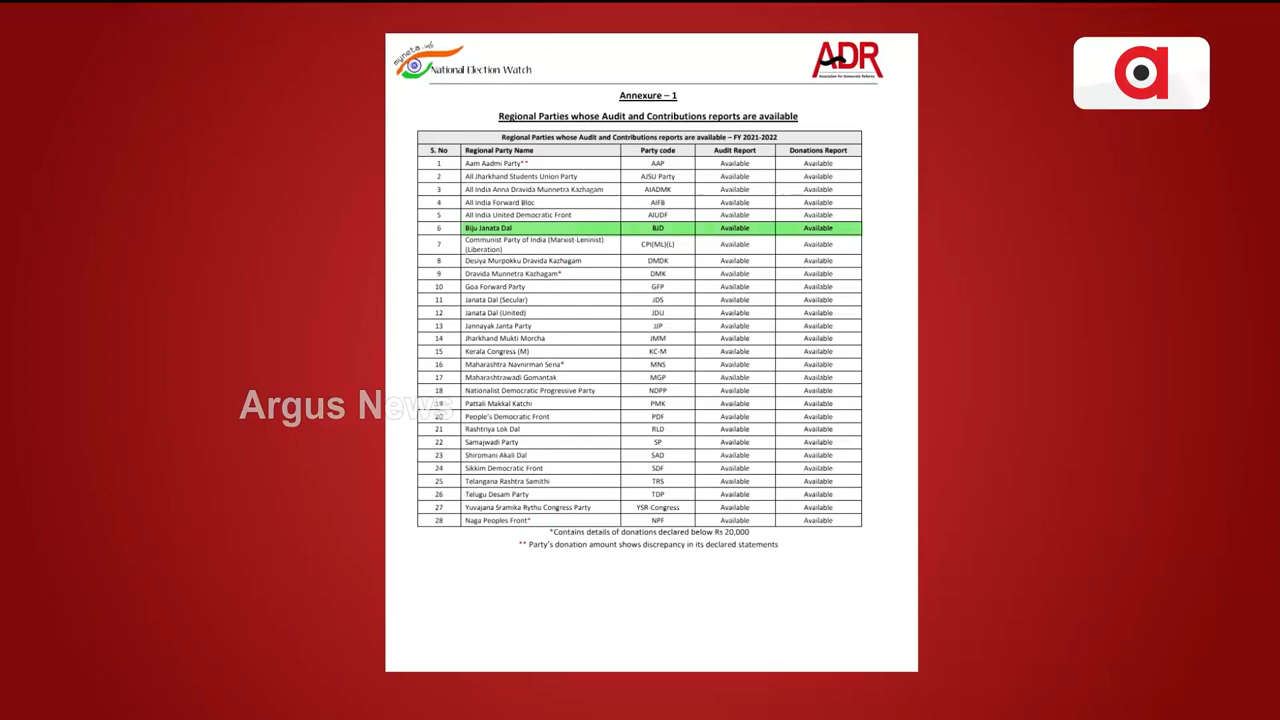 myneta.info
National Election Watch
ADR
Association for Democratic Reforms
a
Annexure – 1
Regional Parties whose Audit and Contributions reports are available
Regional Parties whose Audit and Contributions reports are available – FY 2021-2022
S. No Regional Party Name Party code Audit Report Donations Report
1 Aam Aadmi Party** AAP Available Available
2 All Jharkhand Students Union Party AJSU Party Available Available
3 All India Anna Dravida Munnetra Kazhagam AIADMK Available Available
4 All India Forward Bloc AIFB Available Available
5 All India United Democratic Front AIUDF Available Available
6 Biju Janata Dal BJD Available Available
7 Communist Party of India (Marxist-Leninist) (Liberation) CPI(ML)(L) Available Available
8 Desiya Murpokku Dravida Kazhagam DMDK Available Available
9 Dravida Munnetra Kazhagam* DMK Available Available
10 Goa Forward Party GFP Available Available
11 Janata Dal (Secular) JDS Available Available
12 Janata Dal (United) JDU Available Available
13 Jannayak Janta Party JJP Available Available
14 Jharkhand Mukti Morcha JMM Available Available
15 Kerala Congress (M) KC-M Available Available
16 Maharashtra Navnirman Sena* MNS Available Available
17 Maharashtrawadi Gomantak MGP Available Available
18 Nationalist Democratic Progressive Party NDPP Available Available
19 Pattali Makkal Katchi PMK Available Available
20 People's Democratic Front PDF Available Available
21 Rashtriya Lok Dal RLD Available Available
22 Samajwadi Party SP Available Available
23 Shiromani Akali Dal SAD Available Available
24 Sikkim Democratic Front SDF Available Available
25 Telangana Rashtra Samithi TRS Available Available
26 Telugu Desam Party TDP Available Available
27 Yuvajana Sramika Rythu Congress Party YSR-Congress Available Available
28 Naga Peoples Front* NPF Available Available
*Contains details of donations declared below Rs 20,000
** Party's donation amount shows discrepancy in its declared statements
Argus News